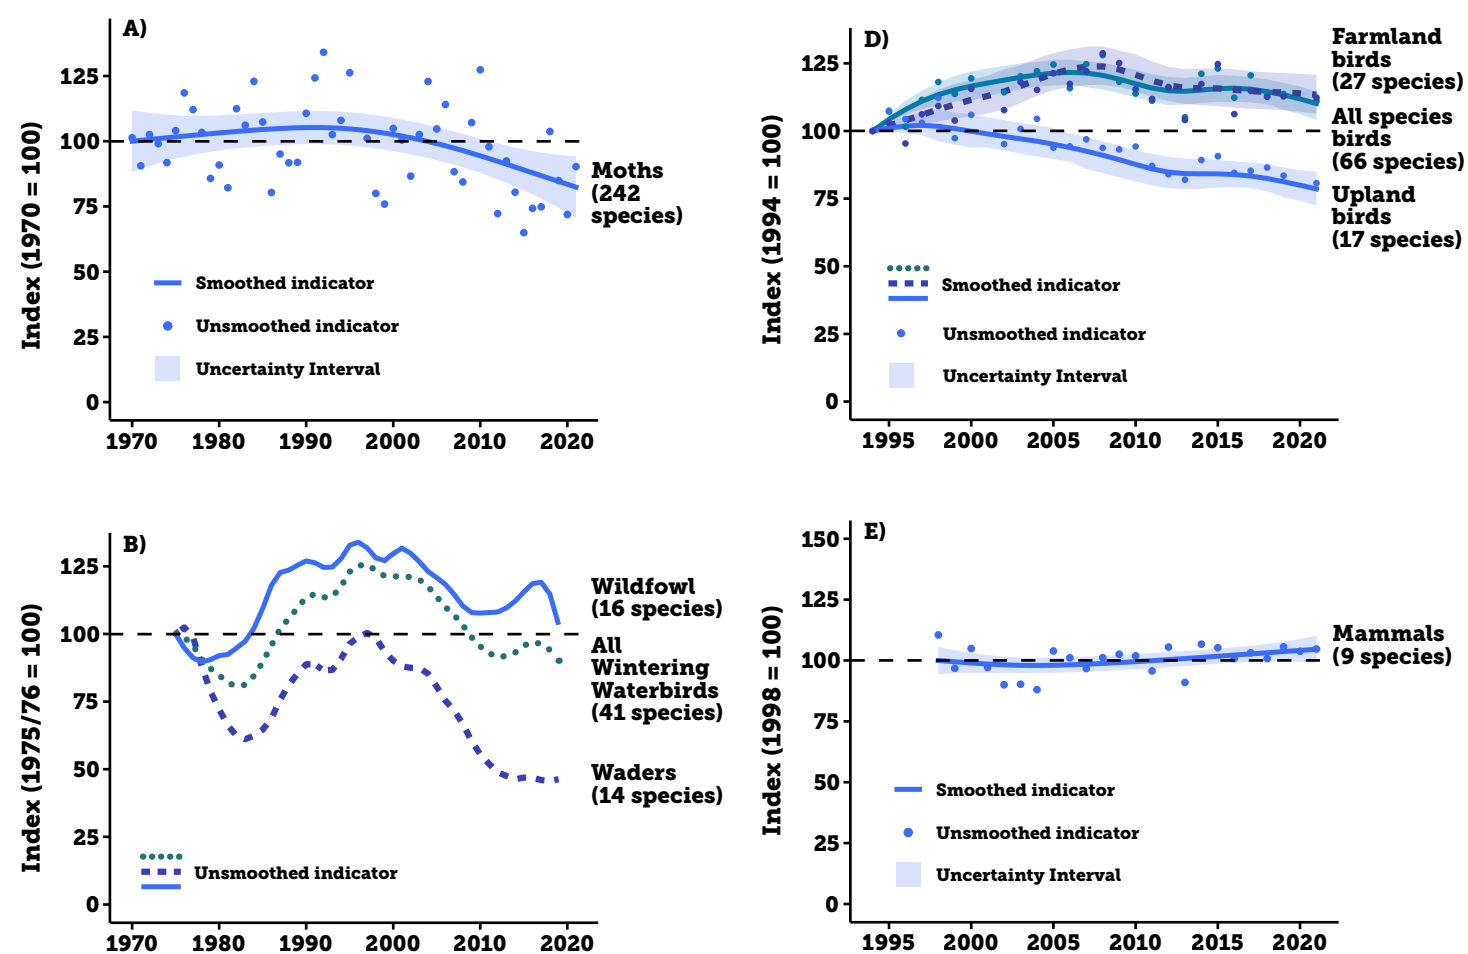 A)
Index (1970 = 100)
125
100
75
50
25
0
1970 1980 1990 2000 2010 2020
Moths
(242
species)
Smoothed indicator
Unsmoothed indicator
Uncertainty Interval
D)
Index (1994 = 100)
125
100
75
50
25
0
1995 2000 2005 2010 2015 2020
Farmland
birds
(27 species)
All species
birds
(66 species)
Upland
birds
(17 species)
Smoothed indicator
Unsmoothed indicator
Uncertainty Interval
B)
Index (1975/76 = 100)
125
100
75
50
25
0
1970 1980 1990 2000 2010 2020
Wildfowl
(16 species)
All
Wintering
Waterbirds
(41 species)
Waders
(14 species)
Unsmoothed indicator
E)
Index (1998 = 100)
150
125
100
75
50
25
0
1995 2000 2005 2010 2015 2020
Mammals
(9 species)
Smoothed indicator
Unsmoothed indicator
Uncertainty Interval